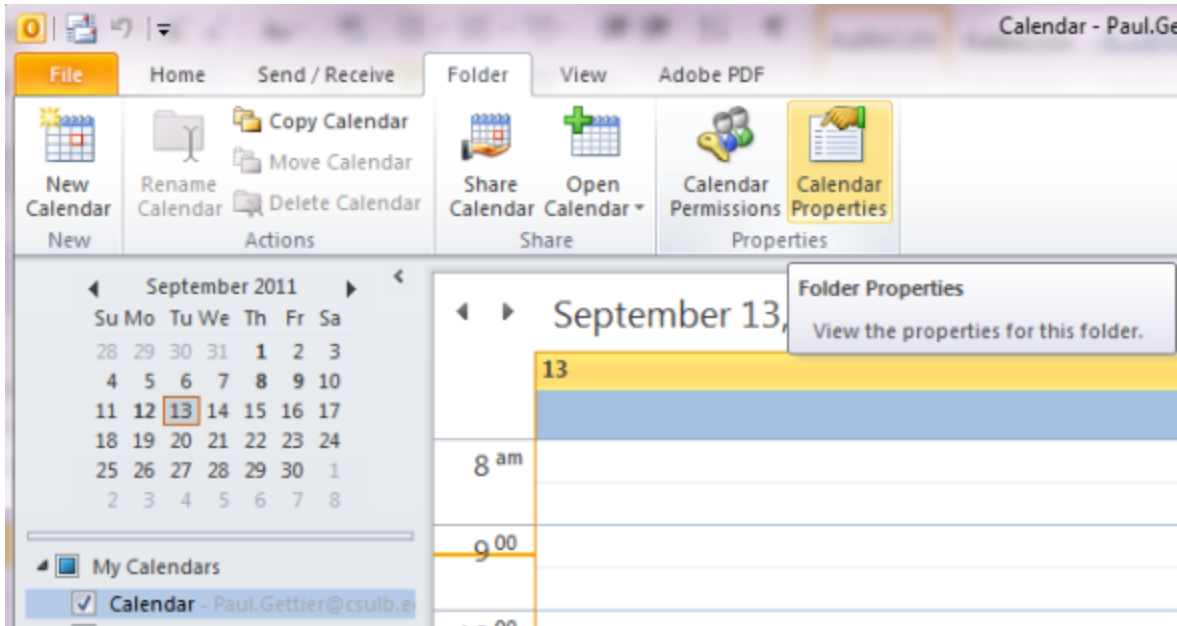 Calendar - Paul.Ge
File Home Send / Receive Folder View Adobe PDF
New Calendar
Rename Calendar
Copy Calendar
Move Calendar
Delete Calendar
Share Calendar
Open Calendar
Calendar Permissions
Calendar Properties
New Actions Share Properties
Folder Properties
View the properties for this folder.
September 2011
Su Mo Tu We Th Fr Sa
28 29 30 31 1 2 3
4 5 6 7 8 9 10
11 12 13 14 15 16 17
18 19 20 21 22 23 24
25 26 27 28 29 30 1
2 3 4 5 6 7 8
My Calendars
Calendar - Paul.Gettier@csulb.e
September 13,
13
8 am
9 00